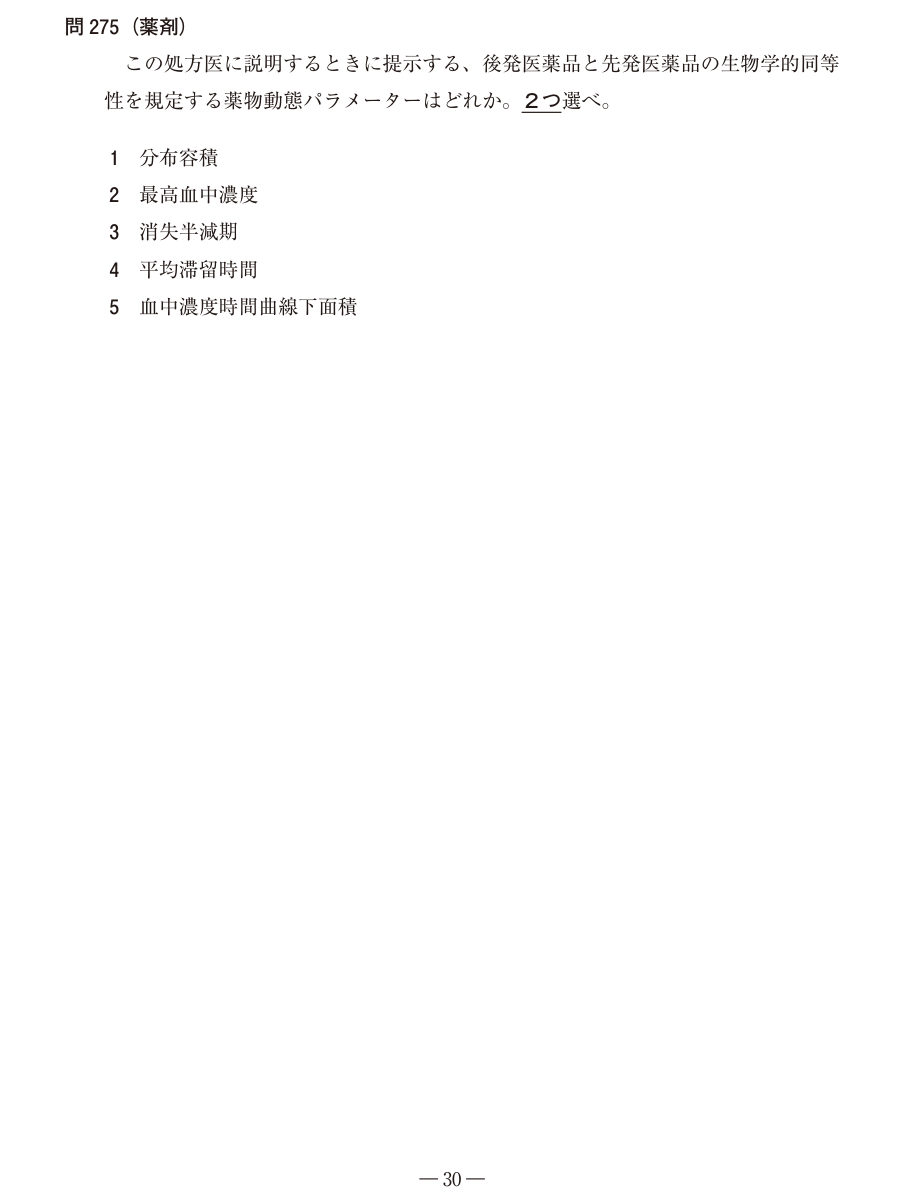 問 275（薬剤）
この処方医に説明するときに提示する、後発医薬品と先発医薬品の生物学的同等
性を規定する薬物動態パラメーターはどれか。２つ選べ。
1 分布容積
2 最高血中濃度
3 消失半減期
4 平均滞留時間
5 血中濃度時間曲線下面積
— 30 —